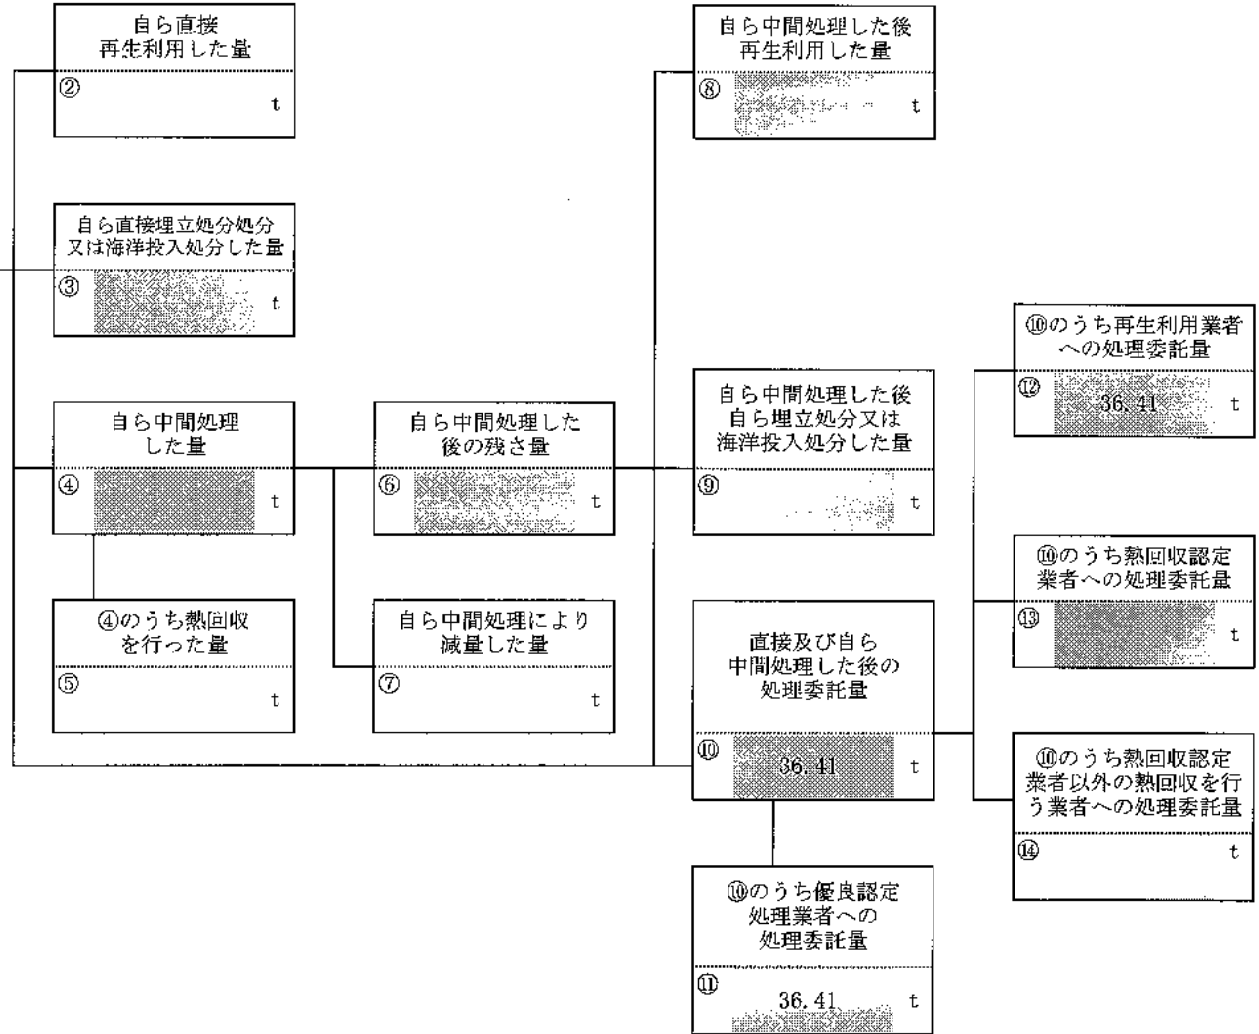 自ら直接
再生利用した量
②
t
自ら中間処理した後
再生利用した量
⑧
t
自ら直接埋立処分処分
又は海洋投入処分した量
③
t
⑩のうち再生利用業者
への処理委託量
⑫
36.41
t
自ら中間処理
した量
④
t
自ら中間処理した
後の残さ量
⑥
t
自ら中間処理した後
自ら埋立処分又は
海洋投入処分した量
⑨
t
⑩のうち熱回収認定
業者への処理委託量
⑬
t
④のうち熱回収
を行った量
⑤
t
自ら中間処理により
減量した量
⑦
t
直接及び自ら
中間処理した後の
処理委託量
⑩
36.41
t
⑩のうち熱回収認定
業者以外の熱回収を行
う業者への処理委託量
⑭
t
⑩のうち優良認定
処理業者への
処理委託量
⑪
36.41
t